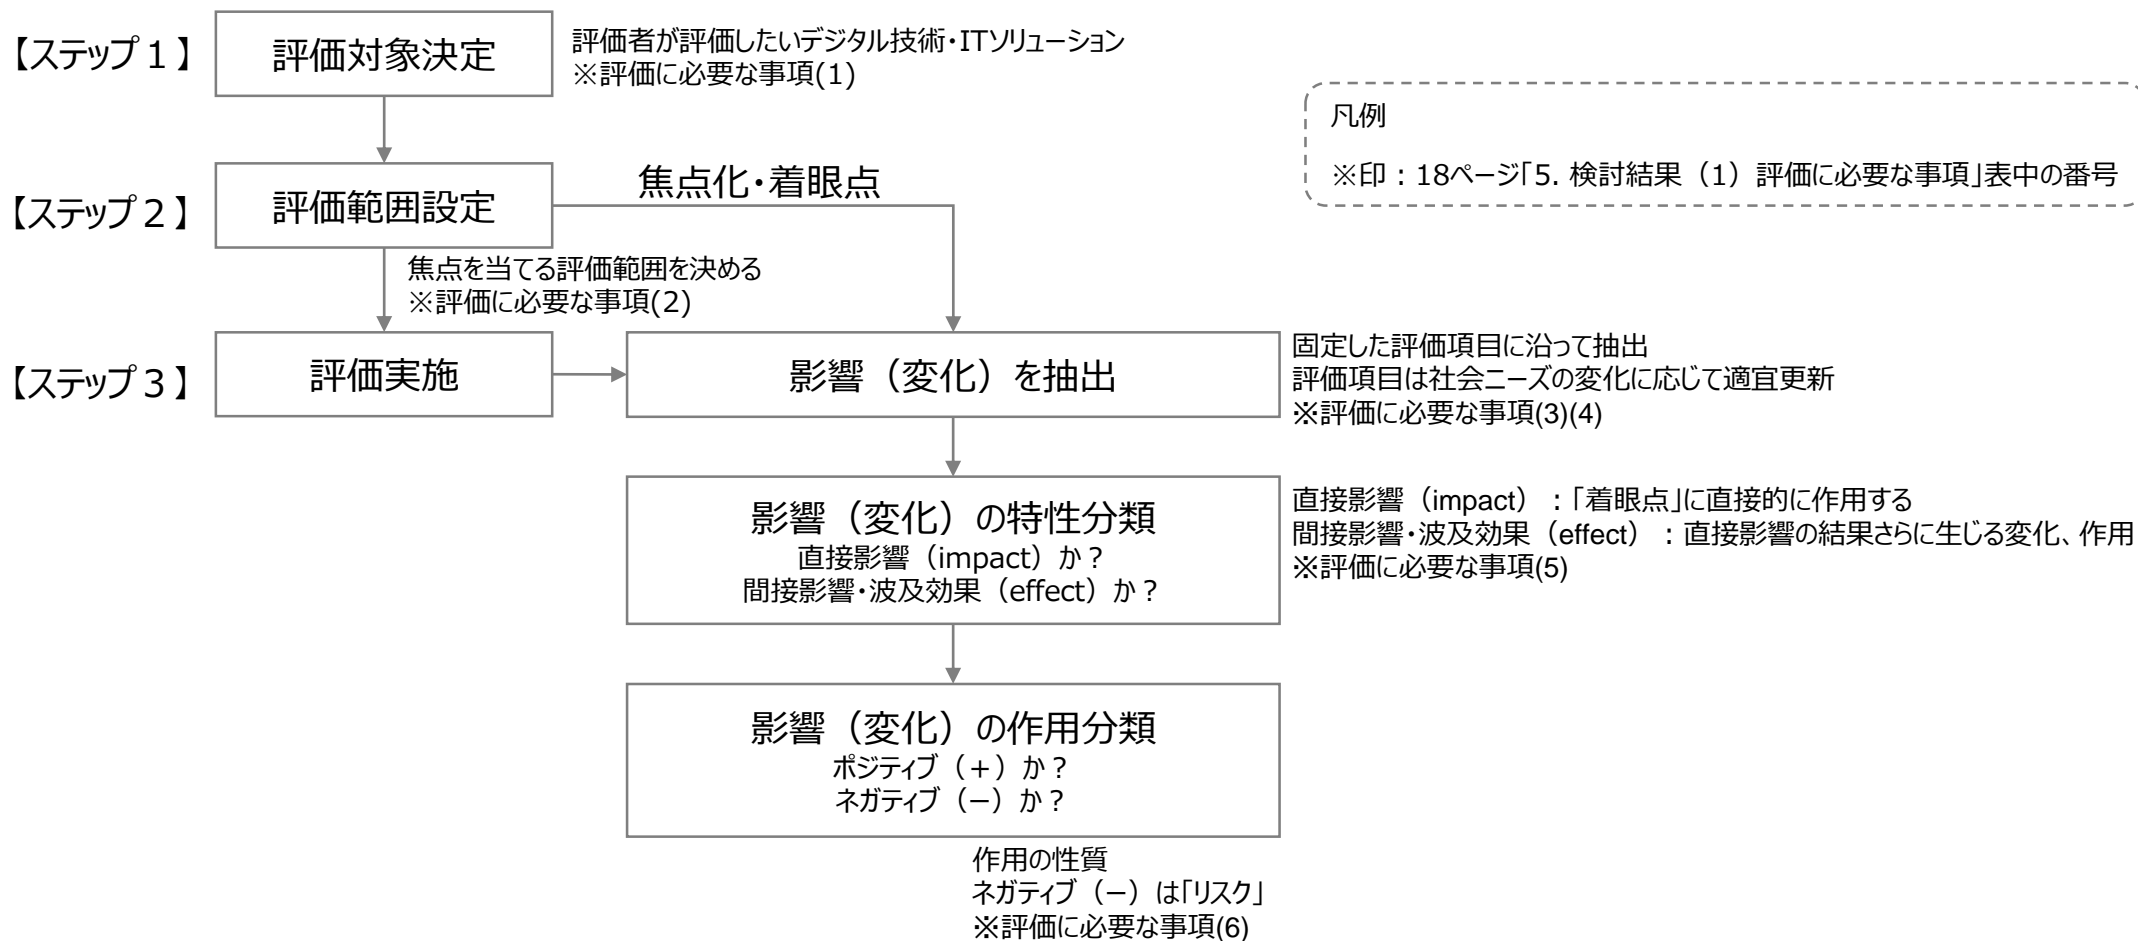 【ステップ１】
評価対象決定
評価者が評価したいデジタル技術・ITソリューション
※評価に必要な事項(1)
凡例
※印：18ページ「5. 検討結果（1）評価に必要な事項」表中の番号
【ステップ２】
評価範囲設定
焦点化・着眼点
焦点を当てる評価範囲を決める
※評価に必要な事項(2)
【ステップ３】
評価実施
影響（変化）を抽出
固定した評価項目に沿って抽出
評価項目は社会ニーズの変化に応じて適宜更新
※評価に必要な事項(3)(4)
影響（変化）の特性分類
直接影響（impact）か？
間接影響・波及効果（effect）か？
直接影響（impact）：「着眼点」に直接的に作用する
間接影響・波及効果（effect）：直接影響の結果さらに生じる変化、作用
※評価に必要な事項(5)
影響（変化）の作用分類
ポジティブ（＋）か？
ネガティブ（－）か？
作用の性質
ネガティブ（－）は「リスク」
※評価に必要な事項(6)